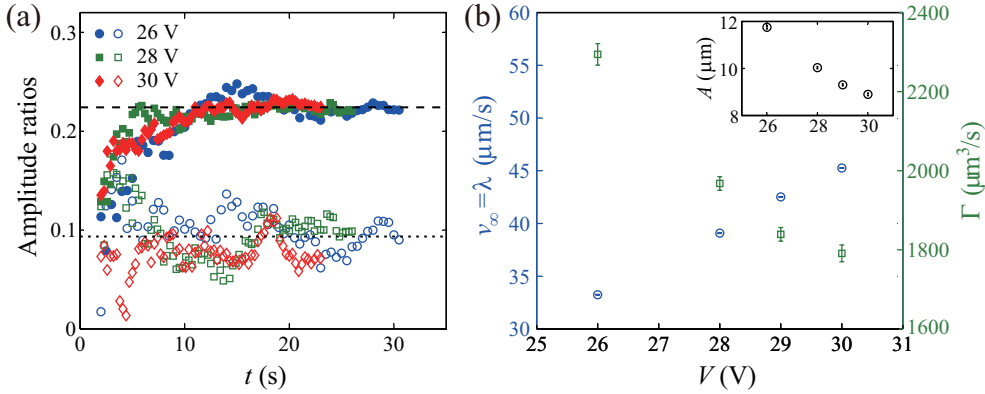 (a)
Amplitude ratios
0.3
0.2
0.1
0
26 V
28 V
30 V
0 10 20 30
t (s)
(b)
v∞=λ (μm/s)
60
55
50
45
40
35
30
25 26 27 28 29 30 31
V (V)
A (μm)
12
10
8
26 28 30
2400
2200
2000
1800
1600
Γ (μm³/s)